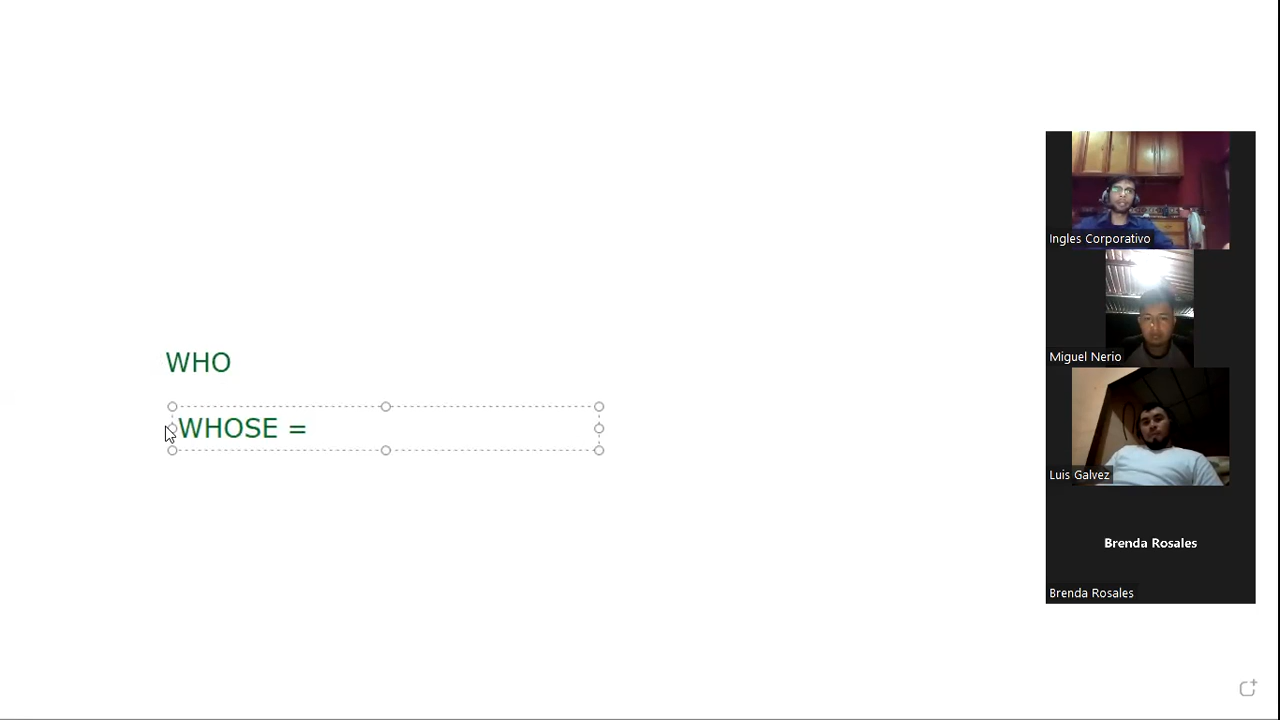 WHO
WHOSE =
Ingles Corporativo
Miguel Nerio
Luis Galvez
Brenda Rosales
Brenda Rosales